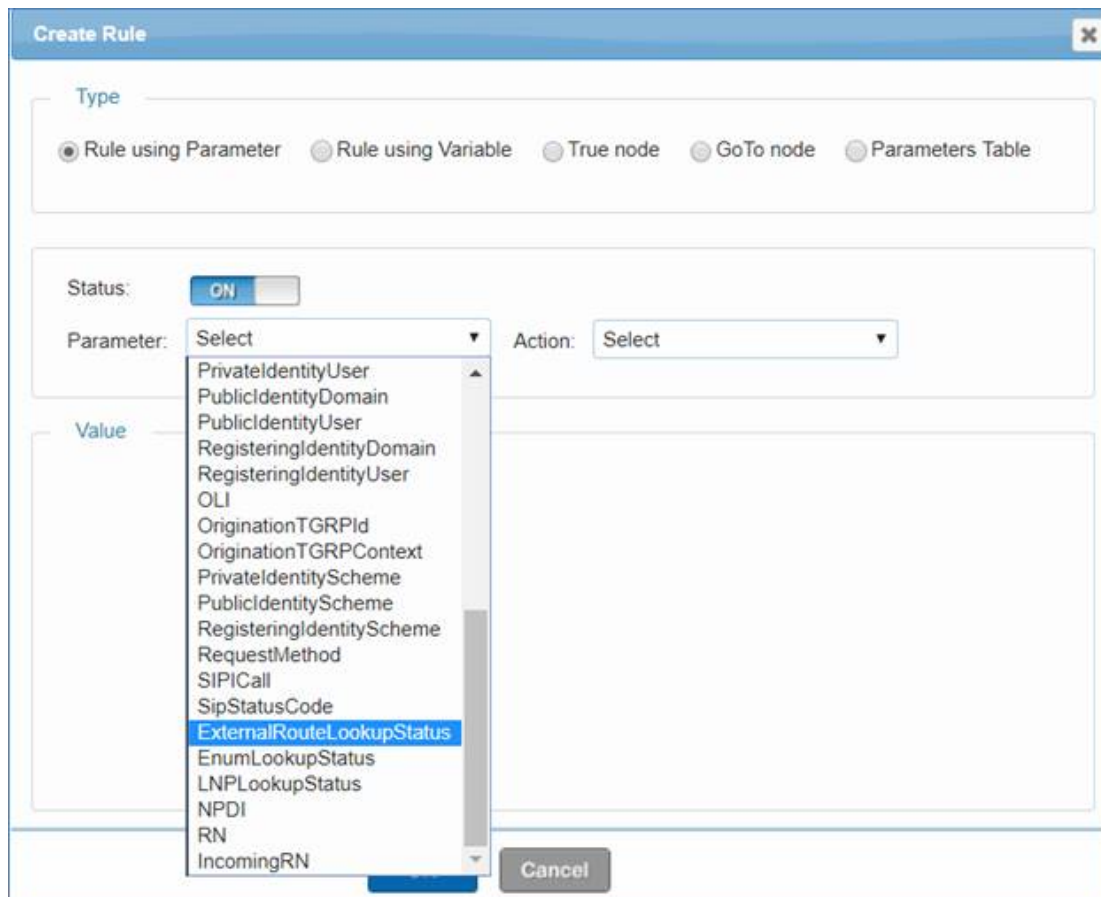 Create Rule
Type
Rule using Parameter Rule using Variable True node GoTo node Parameters Table
Status: ON
Parameter: Select Action: Select
PrivateIdentityUser
PublicIdentityDomain
PublicIdentityUser
Value
RegisteringIdentityDomain
RegisteringIdentityUser
OLI
OriginationTGRPId
OriginationTGRPContext
PrivateIdentityScheme
PublicIdentityScheme
RegisteringIdentityScheme
RequestMethod
SIPICall
SipStatusCode
ExternalRouteLookupStatus
EnumLookupStatus
LNPLookupStatus
NPDI
RN
IncomingRN
Cancel